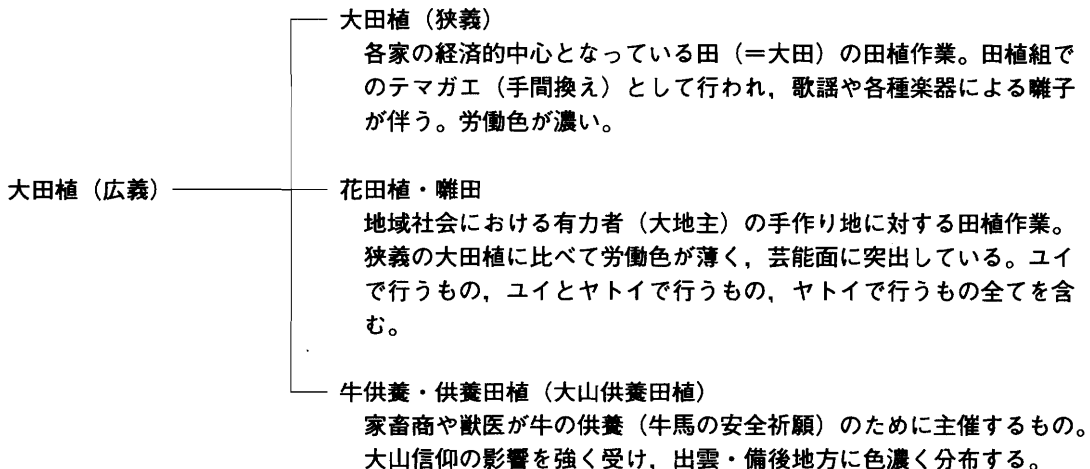 大田植（狭義）
各家の経済的中心となっている田（＝大田）の田植作業。田植組で
のテマガエ（手間換え）として行われ，歌謡や各種楽器による囃子
が伴う。労働色が濃い。
大田植（広義）
花田植・囃田
地域社会における有力者（大地主）の手作り地に対する田植作業。
狭義の大田植に比べて労働色が薄く，芸能面に突出している。ユイ
で行うもの，ユイとヤトイで行うもの，ヤトイで行うもの全てを含
む。
牛供養・供養田植（大山供養田植）
家畜商や獣医が牛の供養（牛馬の安全祈願）のために主催するもの。
大山信仰の影響を強く受け，出雲・備後地方に色濃く分布する。